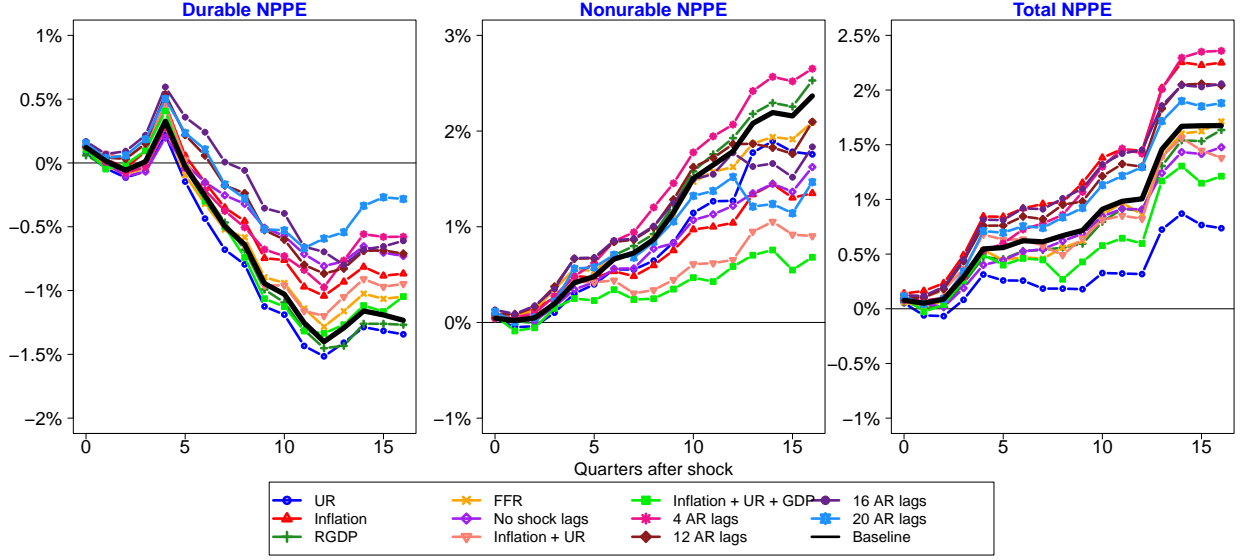 Durable NPPE
Nonurable NPPE
Total NPPE
1%
0.5%
0%
−0.5%
−1%
−1.5%
−2%
0 5 10 15
3%
2%
1%
0%
−1%
0 5 10 15
2.5%
2%
1.5%
1%
0.5%
0%
−0.5%
−1%
0 5 10 15
Quarters after shock
UR
Inflation
RGDP
FFR
No shock lags
Inflation + UR
Inflation + UR + GDP
4 AR lags
12 AR lags
16 AR lags
20 AR lags
Baseline